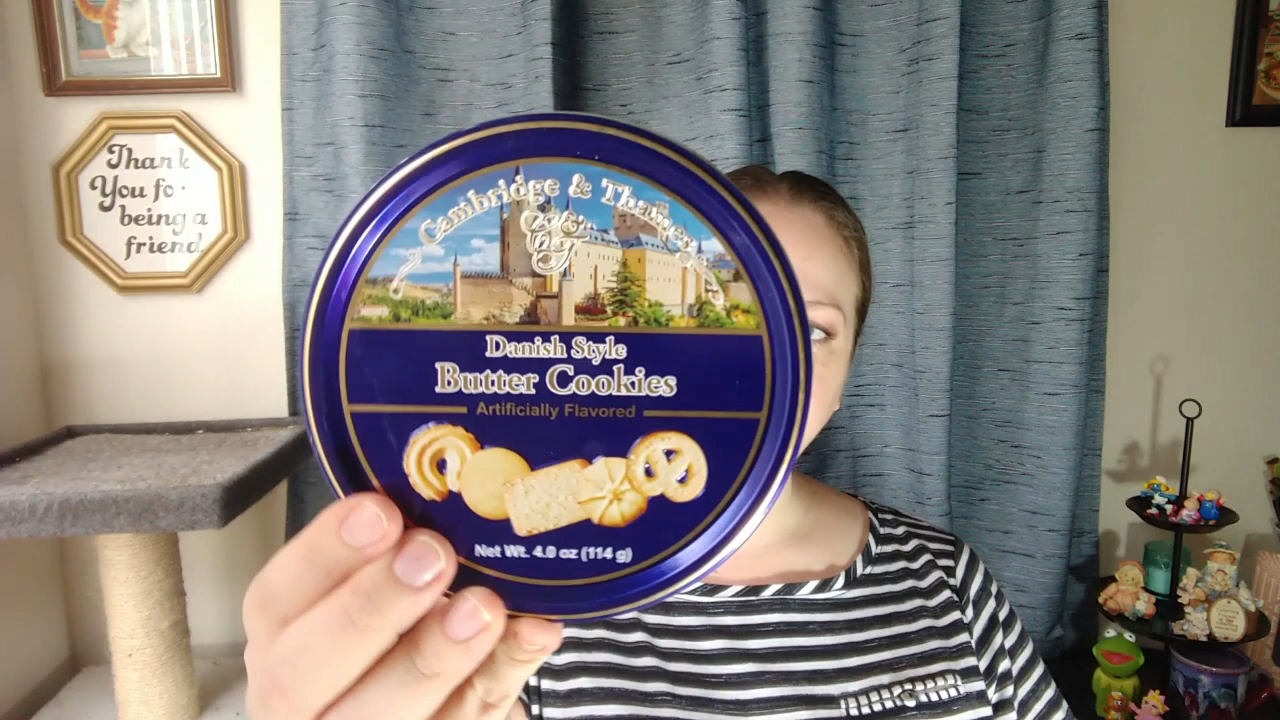 Thank
You fo
being a
friend.
Cambridge & Thames
C&T
Danish Style
Butter Cookies
Artificially Flavored
Net Wt. 4.0 oz (114 g)